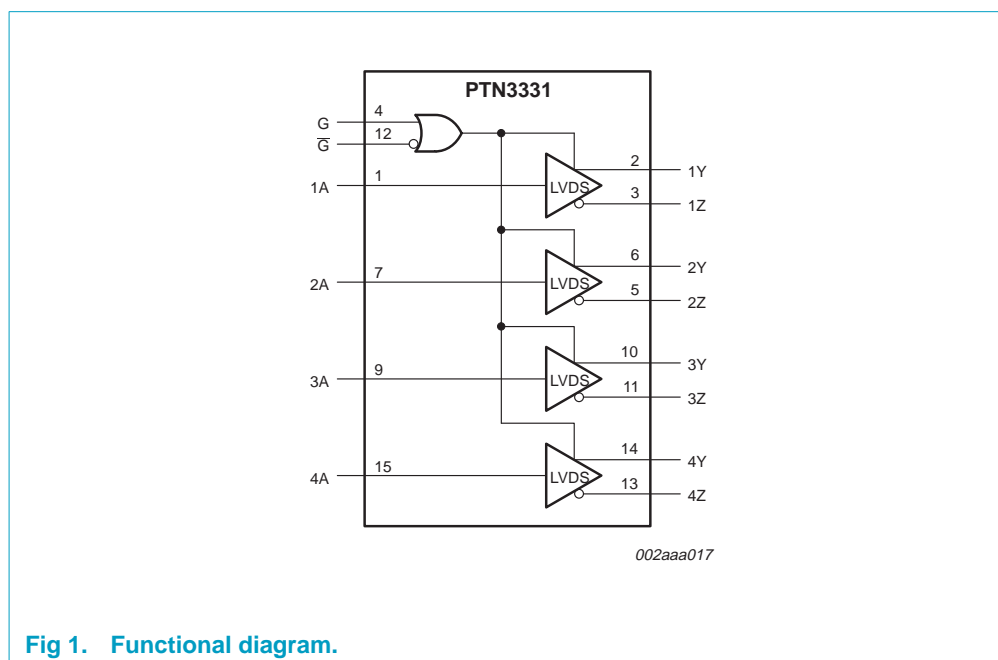 PTN3331
G 4
G̅ 12
1A 1
LVDS
2 1Y
3 1Z
2A 7
LVDS
6 2Y
5 2Z
3A 9
LVDS
10 3Y
11 3Z
4A 15
LVDS
14 4Y
13 4Z
002aaa017
Fig 1. Functional diagram.